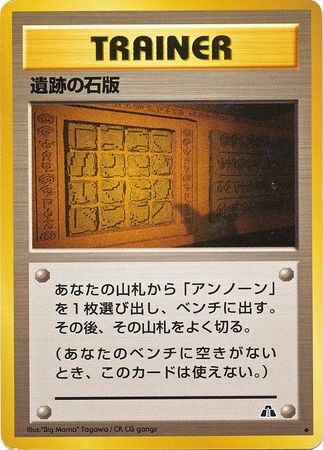 TRAINER
遺跡の石版
あなたの山札から「アンノーン」
を1枚選び出し、ベンチに出す。
その後、その山札をよく切る。
(あなたのベンチに空きがない
とき、このカードは使えない。)
Illus."Big Mama" Tagawa / CR CG gangs